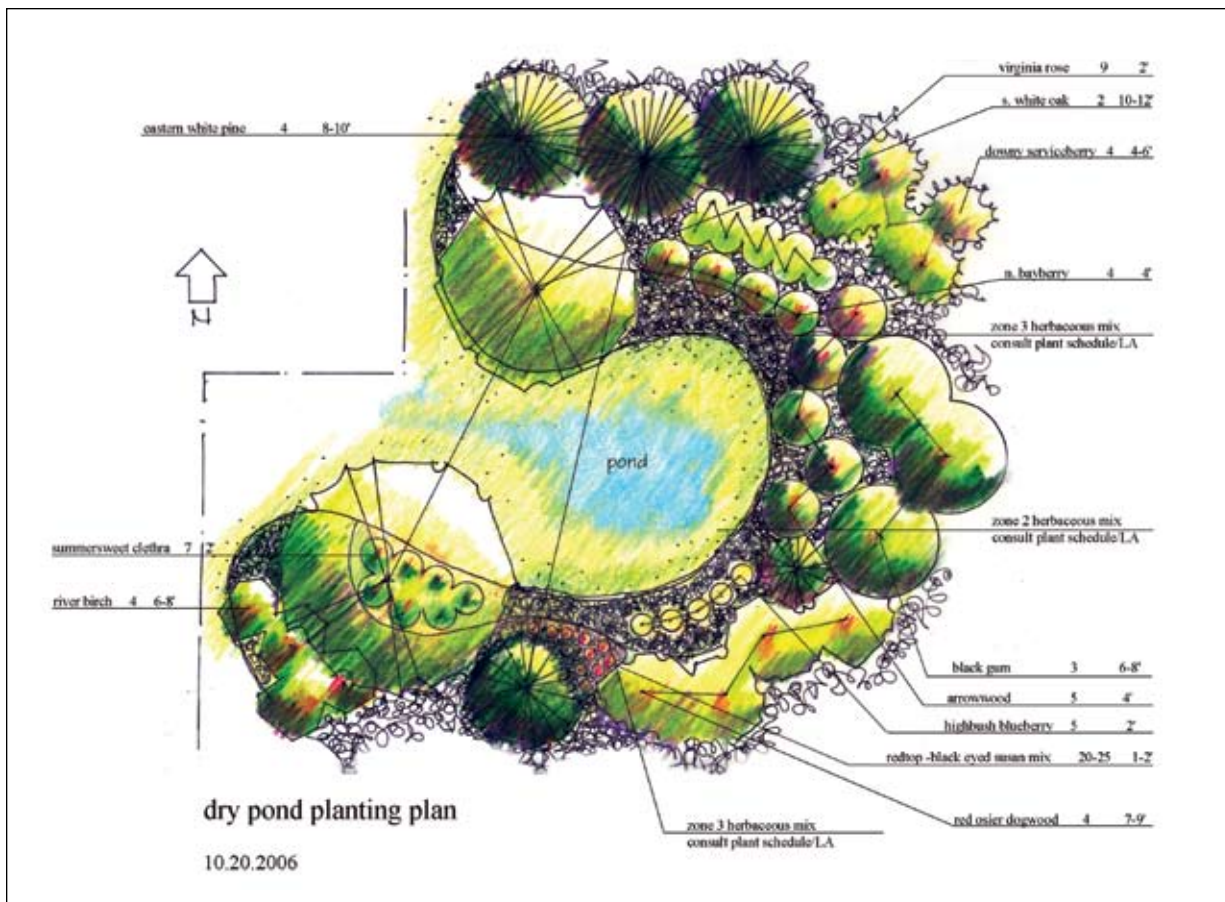 virginia rose 9 2'
s. white oak 2 10-12'
eastern white pine 4 8-10'
downy serviceberry 4 4-6'
n. bayberry 4 4'
N
zone 3 herbaceous mix
consult plant schedule/LA
pond
zone 2 herbaceous mix
consult plant schedule/LA
summersweet clethra 7 2'
river birch 4 6-8'
black gum 3 6-8'
arrowwood 5 4'
highbush blueberry 5 2'
redtop -black eyed susan mix 20-25 1-2'
dry pond planting plan
zone 3 herbaceous mix
consult plant schedule/LA
red osier dogwood 4 7-9'
10.20.2006